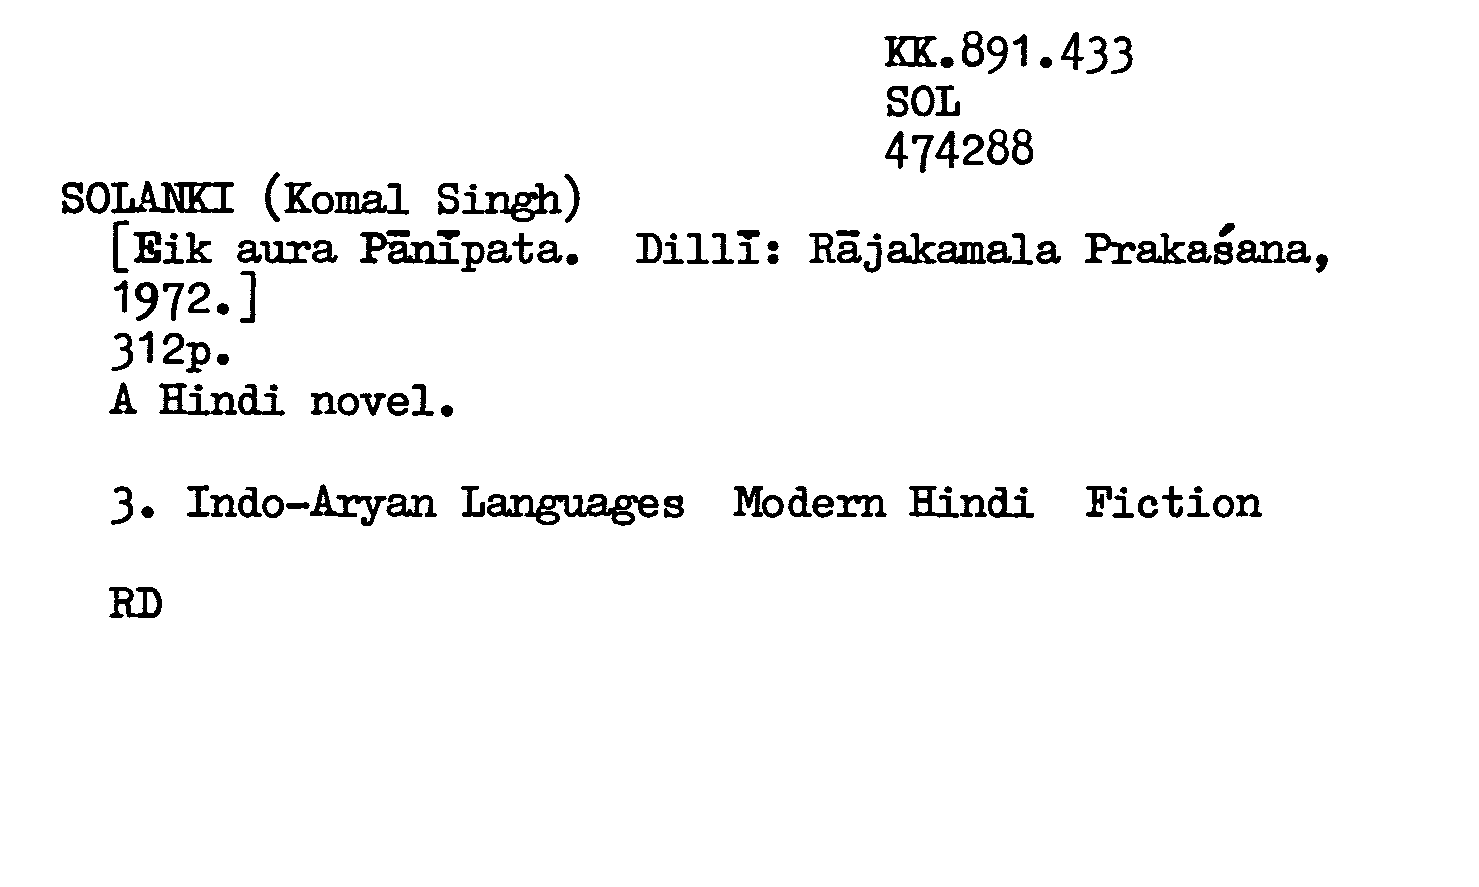 KK.891.433
SOL
474288
SOLANKI (Komal Singh)
[Eik aura Pānīpata. Dillī: Rājakamala Prakaśana,
1972.]
312p.
A Hindi novel.
3. Indo-Aryan Languages Modern Hindi Fiction
RD